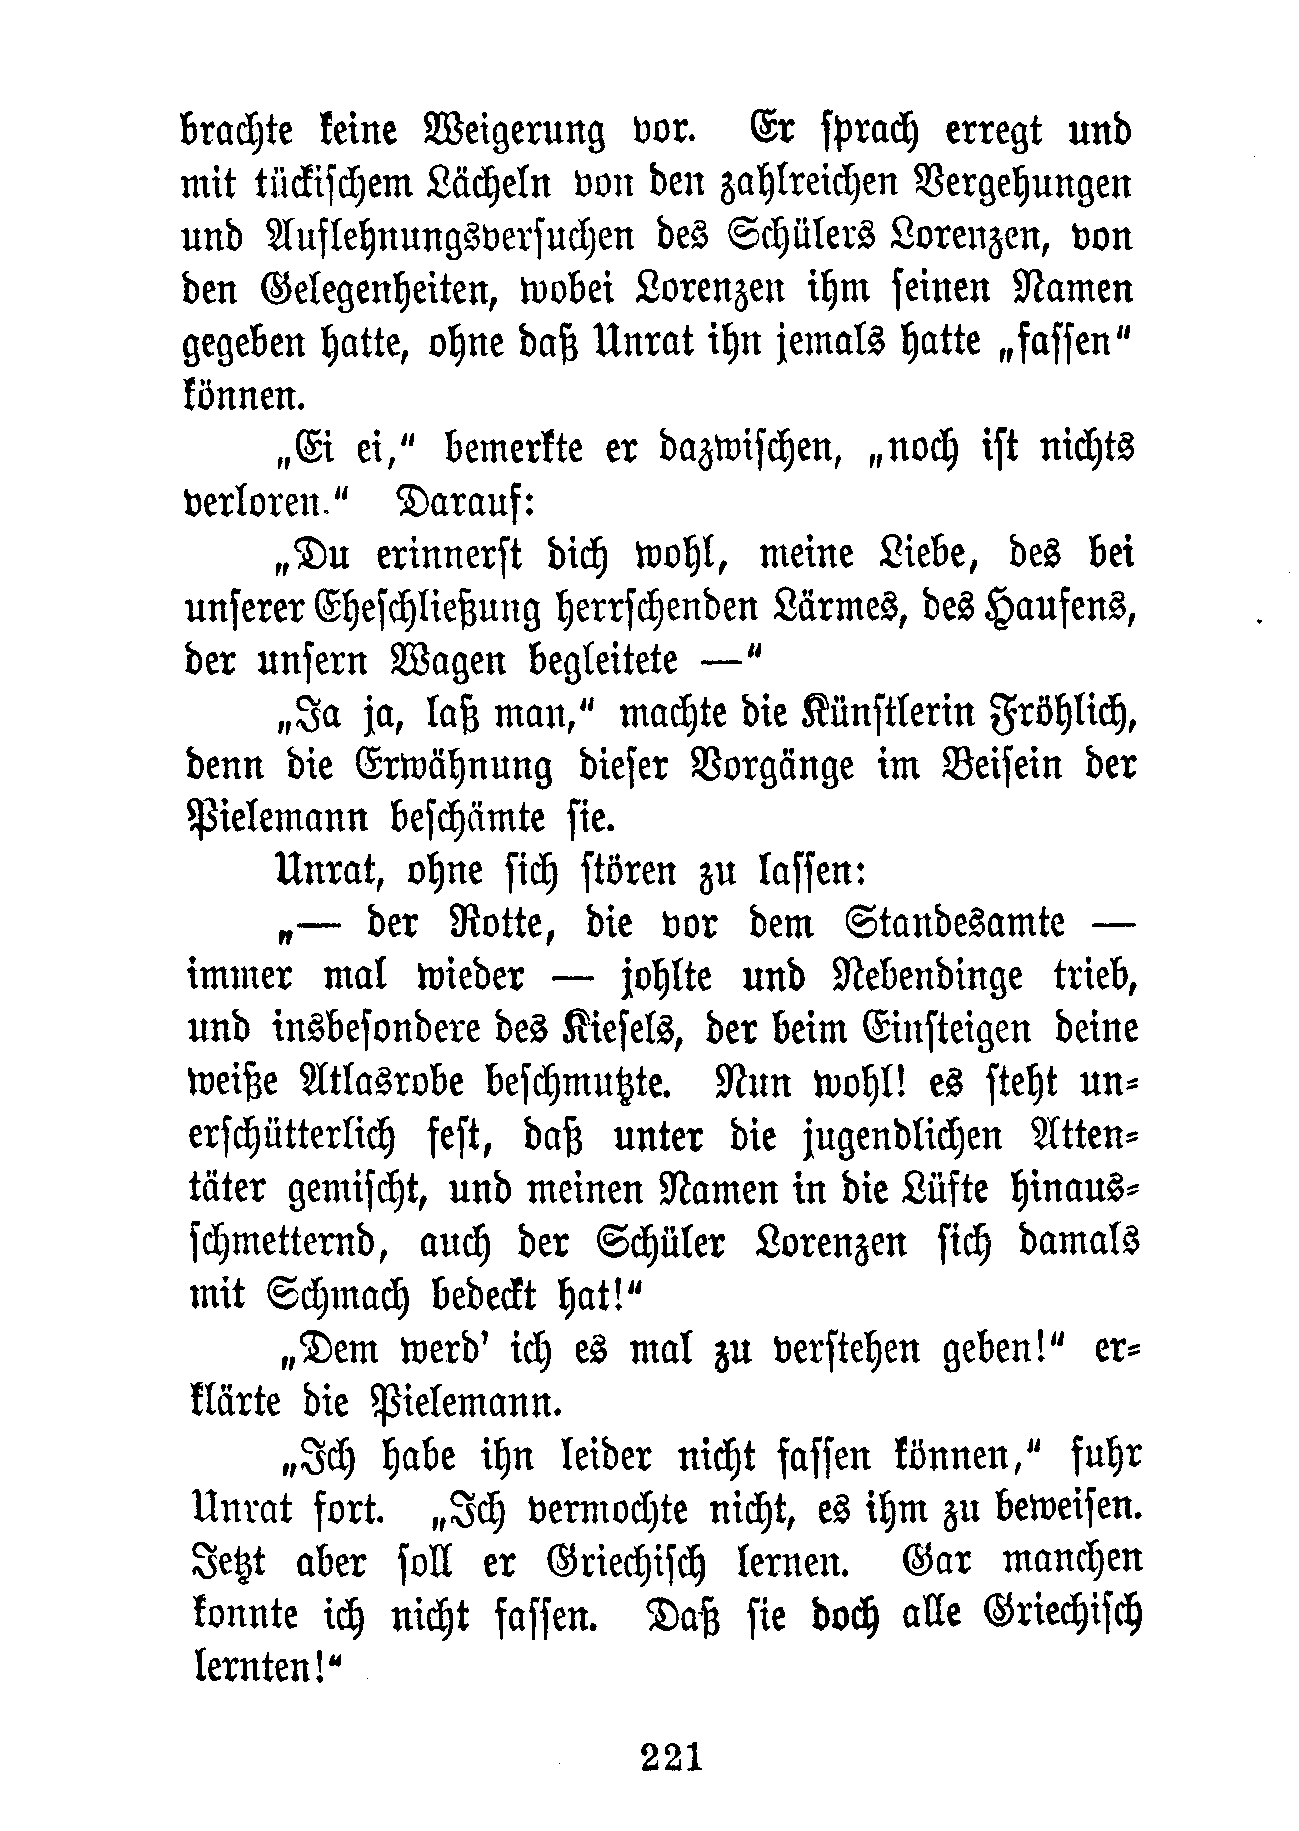 brachte keine Weigerung vor. Er sprach erregt und
mit tückischem Lächeln von den zahlreichen Vergehungen
und Auflehnungsversuchen des Schülers Lorenzen, von
den Gelegenheiten, wobei Lorenzen ihm seinen Namen
gegeben hatte, ohne daß Unrat ihn jemals hatte „fassen“
können.
„Ei ei,“ bemerkte er dazwischen, „noch ist nichts
verloren.“ Darauf:
„Du erinnerst dich wohl, meine Liebe, des bei
unserer Eheschließung herrschenden Lärmes, des Haufens,
der unsern Wagen begleitete —“
„Ja ja, laß man,“ machte die Künstlerin Fröhlich,
denn die Erwähnung dieser Vorgänge im Beisein der
Pielemann beschämte sie.
Unrat, ohne sich stören zu lassen:
„— der Rotte, die vor dem Standesamte —
immer mal wieder — johlte und Nebendinge trieb,
und insbesondere des Kiesels, der beim Einsteigen deine
weiße Atlasrobe beschmutzte. Nun wohl! es steht un-
erschütterlich fest, daß unter die jugendlichen Atten-
täter gemischt, und meinen Namen in die Lüfte hinaus-
schmetternd, auch der Schüler Lorenzen sich damals
mit Schmach bedeckt hat!“
„Dem werd’ ich es mal zu verstehen geben!“ er-
klärte die Pielemann.
„Ich habe ihn leider nicht fassen können,“ fuhr
Unrat fort. „Ich vermochte nicht, es ihm zu beweisen.
Jetzt aber soll er Griechisch lernen. Gar manchen
konnte ich nicht fassen. Daß sie doch alle Griechisch
lernten!“
221